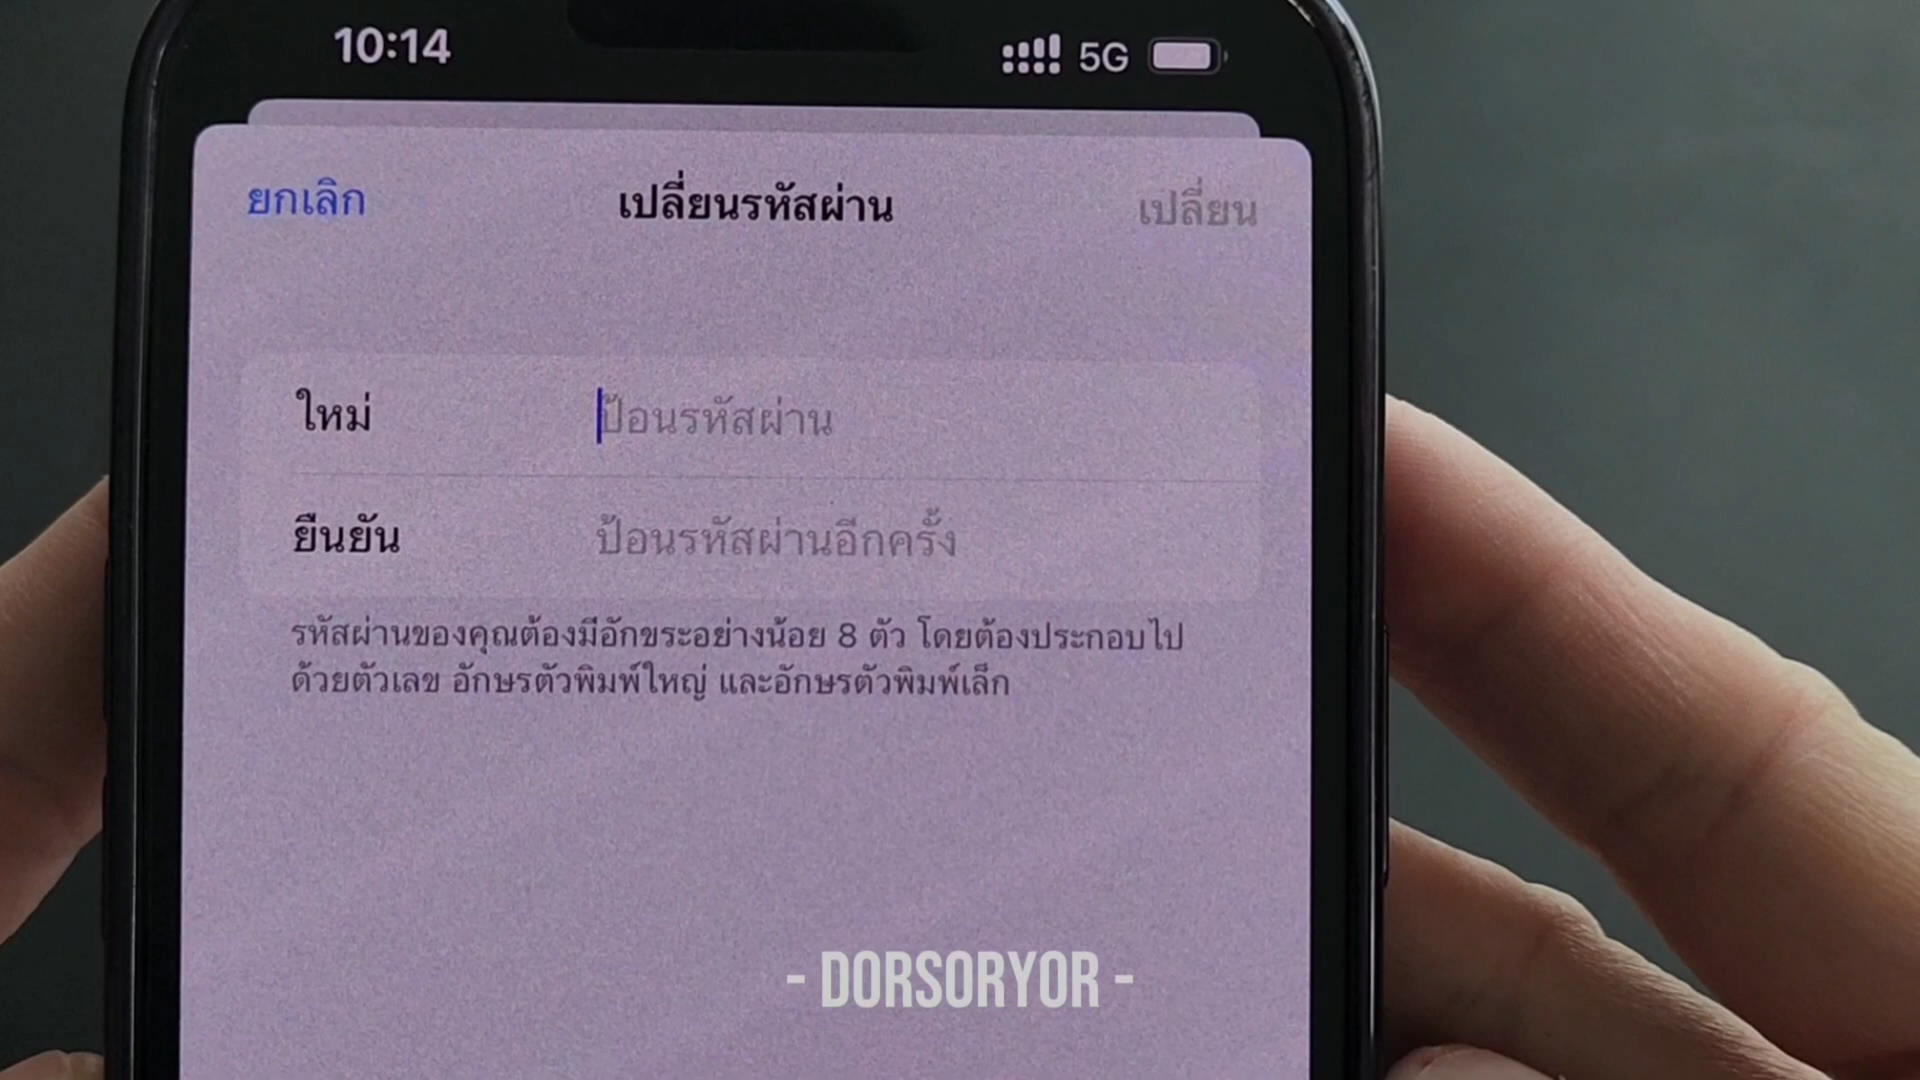 10:14 5G
ยกเลิก เปลี่ยนรหัสผ่าน เปลี่ยน
ใหม่ ป้อนรหัสผ่าน
ยืนยัน ป้อนรหัสผ่านอีกครั้ง
รหัสผ่านของคุณต้องมีอักขระอย่างน้อย 8 ตัว โดยต้องประกอบไป
ด้วยตัวเลข อักษรตัวพิมพ์ใหญ่ และอักษรตัวพิมพ์เล็ก
- DORSORYOR -